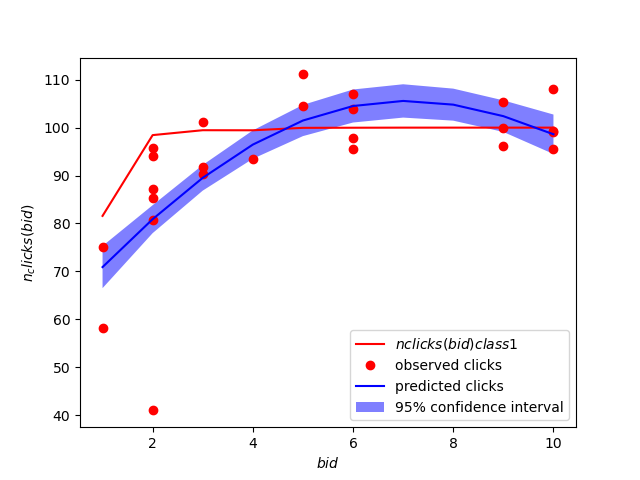 110
100
90
80
70
60
50
40
n_clicks(bid)
2
4
6
8
10
bid
nclicks(bid)class1
observed clicks
predicted clicks
95% confidence interval